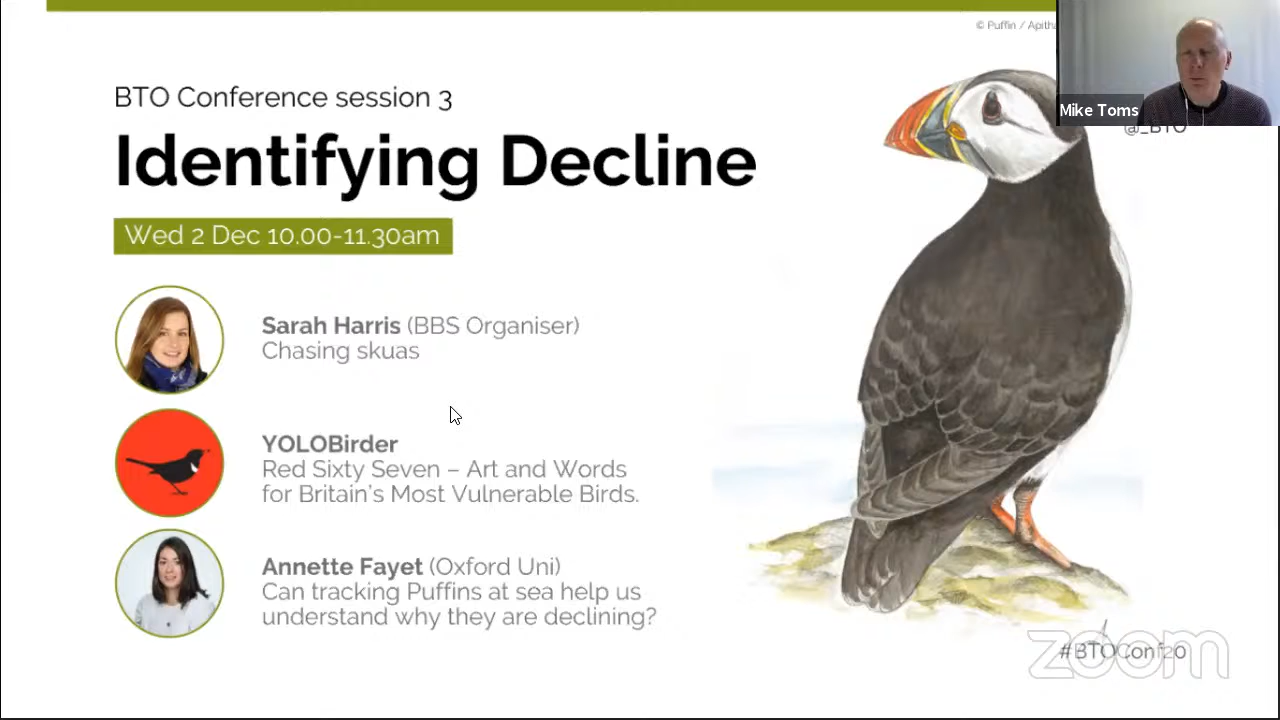 © Puffin / Apith
Mike Toms
@_BTO
BTO Conference session 3
Identifying Decline
Wed 2 Dec 10.00-11.30am
Sarah Harris (BBS Organiser)
Chasing skuas
YOLOBirder
Red Sixty Seven – Art and Words
for Britain's Most Vulnerable Birds.
Annette Fayet (Oxford Uni)
Can tracking Puffins at sea help us
understand why they are declining?
#BTOConf20
zoom